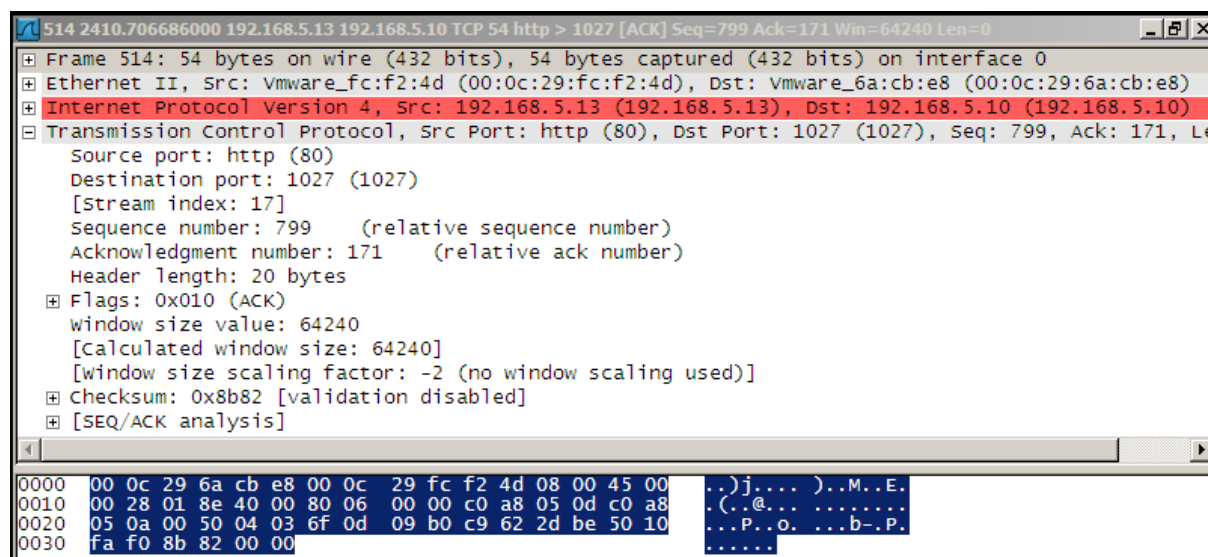 514 2410.706686000 192.168.5.13 192.168.5.10 TCP 54 http > 1027 [ACK] Seq=799 Ack=171 Win=64240 Len=0
Frame 514: 54 bytes on wire (432 bits), 54 bytes captured (432 bits) on interface 0
Ethernet II, Src: Vmware_fc:f2:4d (00:0c:29:fc:f2:4d), Dst: Vmware_6a:cb:e8 (00:0c:29:6a:cb:e8)
Internet Protocol Version 4, Src: 192.168.5.13 (192.168.5.13), Dst: 192.168.5.10 (192.168.5.10)
Transmission Control Protocol, Src Port: http (80), Dst Port: 1027 (1027), Seq: 799, Ack: 171, Le
Source port: http (80)
Destination port: 1027 (1027)
[Stream index: 17]
Sequence number: 799 (relative sequence number)
Acknowledgment number: 171 (relative ack number)
Header length: 20 bytes
Flags: 0x010 (ACK)
Window size value: 64240
[Calculated window size: 64240]
[Window size scaling factor: -2 (no window scaling used)]
Checksum: 0x8b82 [validation disabled]
[SEQ/ACK analysis]
0000 00 0c 29 6a cb e8 00 0c 29 fc f2 4d 08 00 45 00 ..)j.... )..M..E.
0010 00 28 01 8e 40 00 80 06 00 00 c0 a8 05 0d c0 a8 .(..@... ........
0020 05 0a 00 50 04 03 6f 0d 09 b0 c9 62 2d be 50 10 ...P..o. ...b-.P.
0030 fa f0 8b 82 00 00 ......